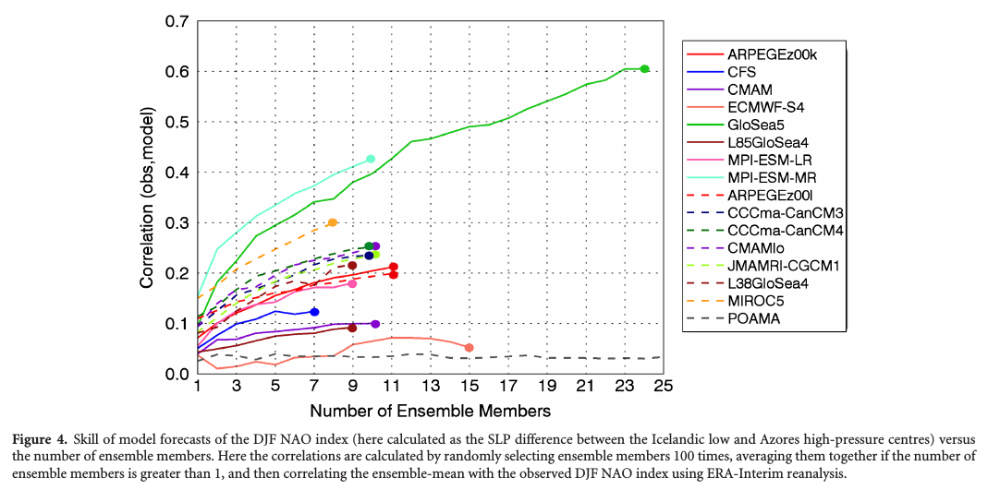 0.7
0.6
0.5
0.4
0.3
0.2
0.1
0.0
Correlation (obs,model)
1 3 5 7 9 11 13 15 17 19 21 23 25
Number of Ensemble Members
ARPEGEz00k
CFS
CMAM
ECMWF-S4
GloSea5
L85GloSea4
MPI-ESM-LR
MPI-ESM-MR
ARPEGEz00l
CCCma-CanCM3
CCCma-CanCM4
CMAMlo
JMAMRI-CGCM1
L38GloSea4
MIROC5
POAMA
Figure 4. Skill of model forecasts of the DJF NAO index (here calculated as the SLP difference between the Icelandic low and Azores high-pressure centres) versus
the number of ensemble members. Here the correlations are calculated by randomly selecting ensemble members 100 times, averaging them together if the number of
ensemble members is greater than 1, and then correlating the ensemble-mean with the observed DJF NAO index using ERA-Interim reanalysis.